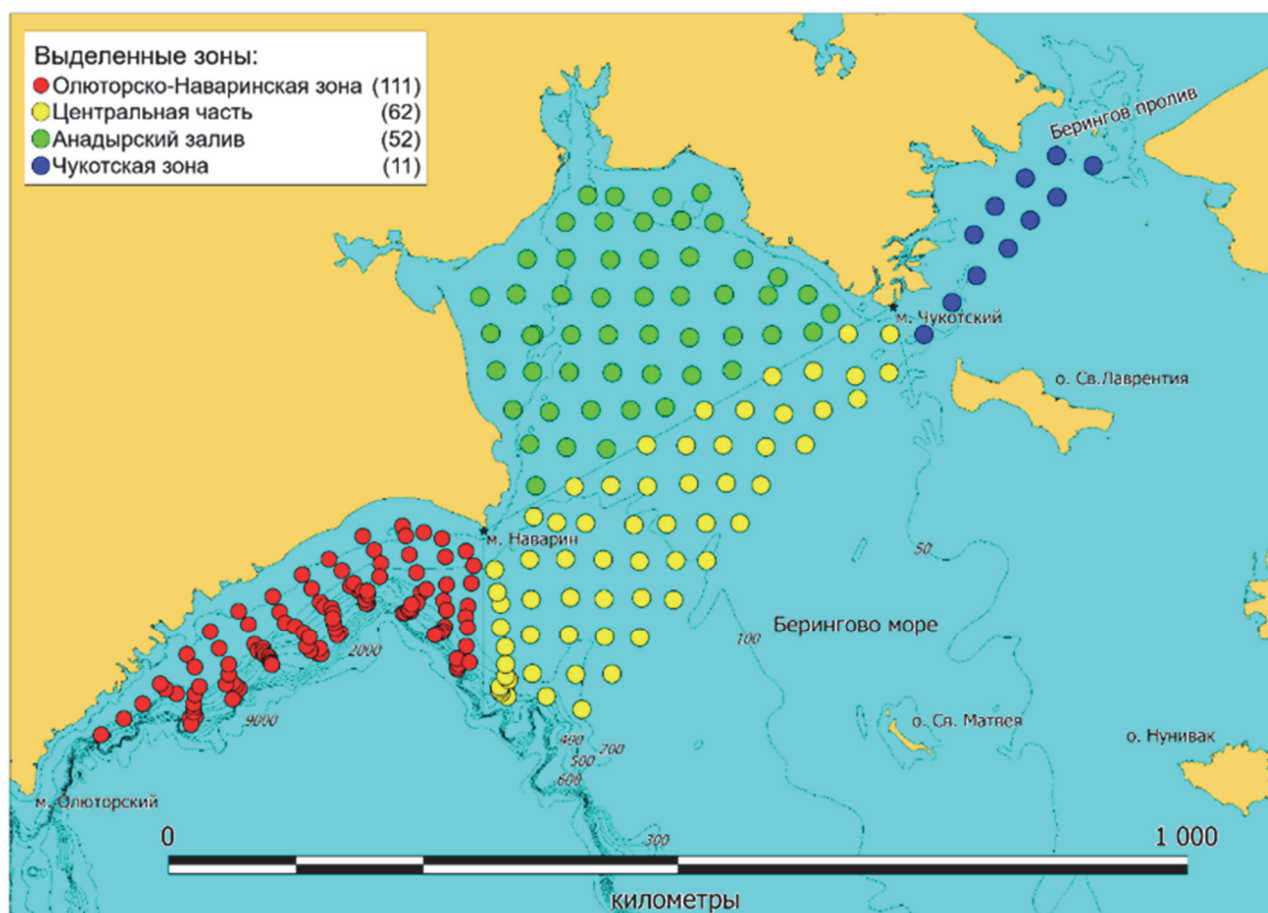 Выделенные зоны:
Олюторско-Наваринская зона (111)
Центральная часть (62)
Анадырский залив (52)
Чукотская зона (11)
Берингов пролив
м. Чукотский
о. Св.Лаврентия
м. Наварин
50
100
Берингово море
2000
9000
о. Св. Матвея
о. Нунивак
400
200
500
600
м. Олюторский
300
0
1 000
километры